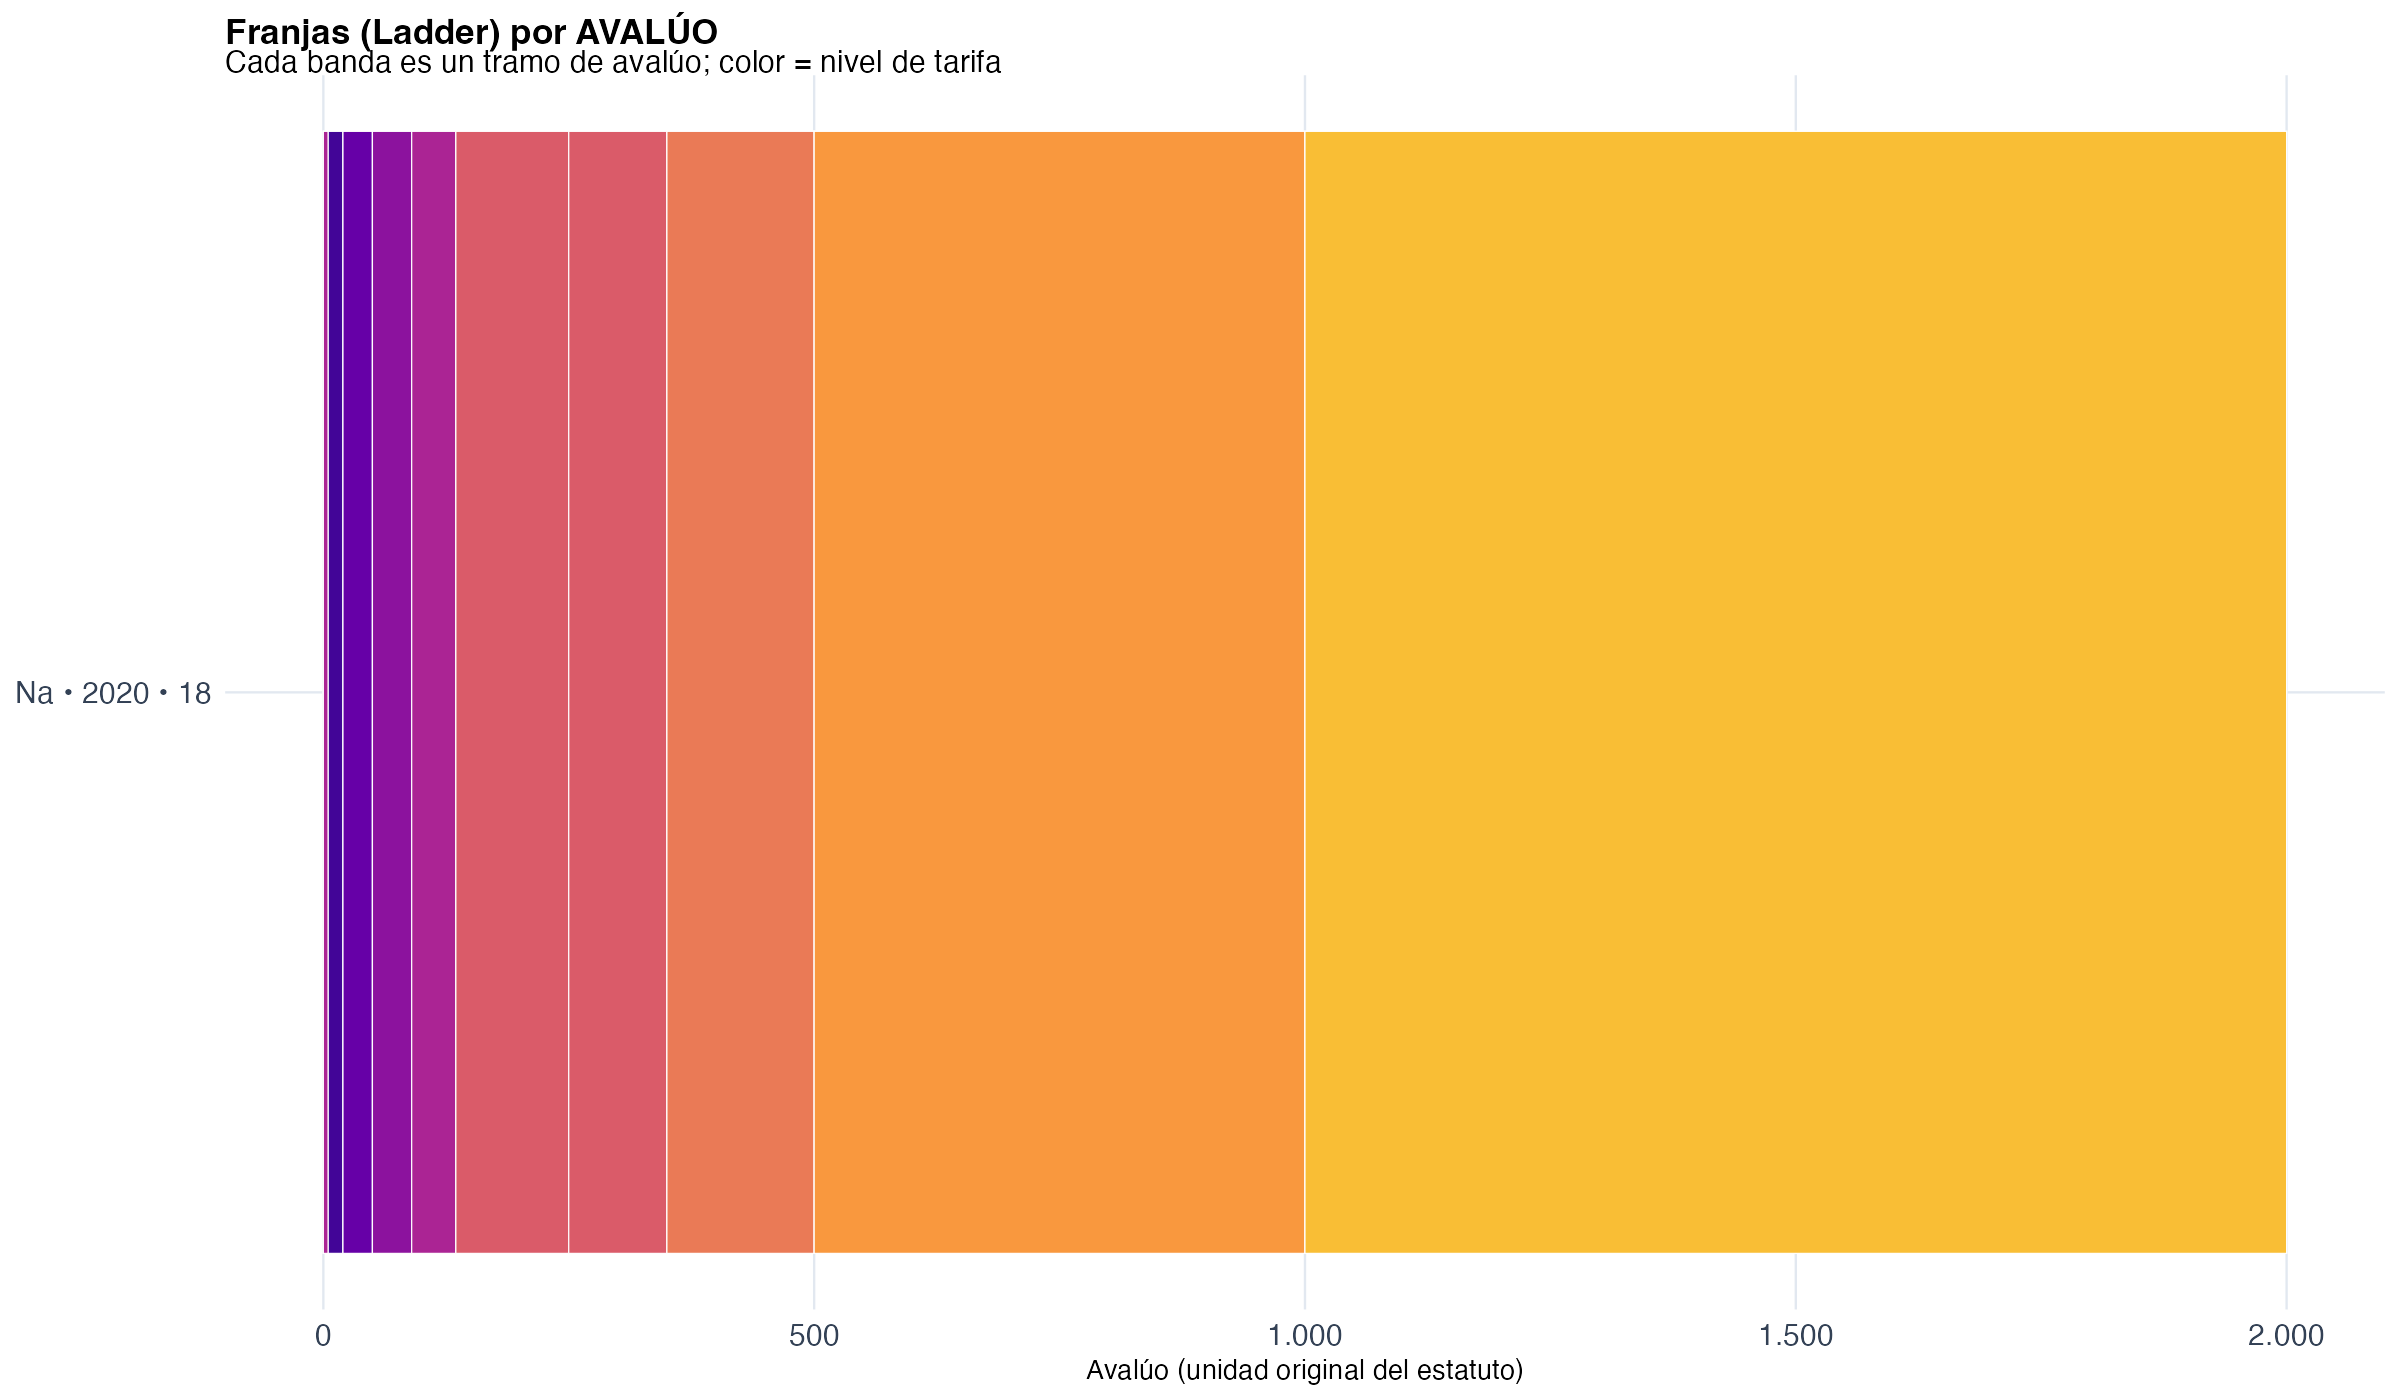 Franjas (Ladder) por AVALÚO
Cada banda es un tramo de avalúo; color = nivel de tarifa
Na • 2020 • 18
0 500 1.000 1.500 2.000
Avalúo (unidad original del estatuto)